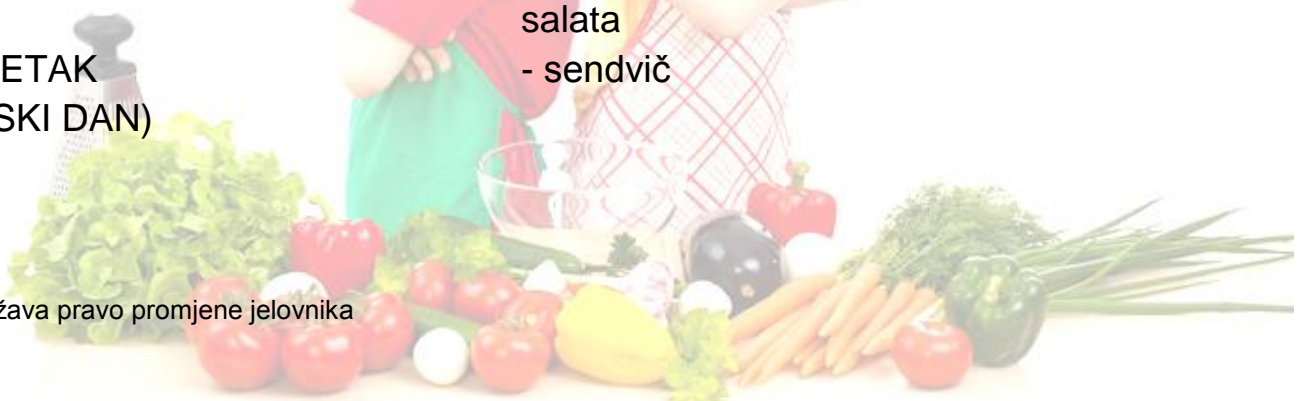 salata
ETAK
- sendvič
SKI DAN)
žava pravo promjene jelovnika